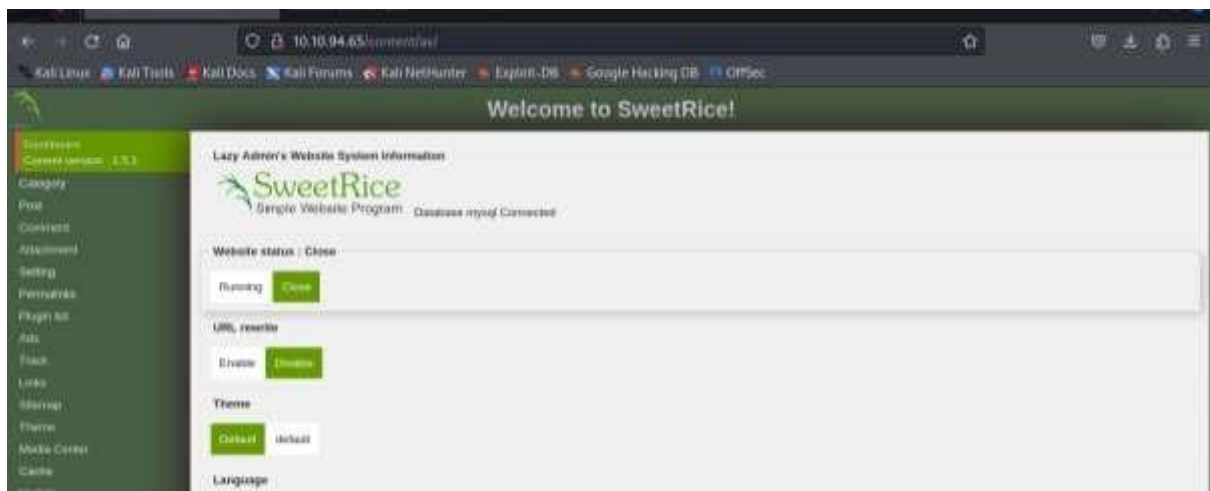 10.10.94.65/content/as/
Kali Linux Kali Tools Kali Docs Kali Forums Kali NetHunter Exploit-DB Google Hacking DB OffSec
Welcome to SweetRice!
Dashboard
Current version : 1.5.1
Category
Post
Comment
Attachment
Setting
Permalinks
Plugin list
Ads
Track
Links
Sitemap
Theme
Media Center
Cache
Lazy Admin's Website System Information
SweetRice
Simple Website Program Database mysql Connected
Website status : Close
Running Close
URL rewrite
Enable Disable
Theme
Default default
Language